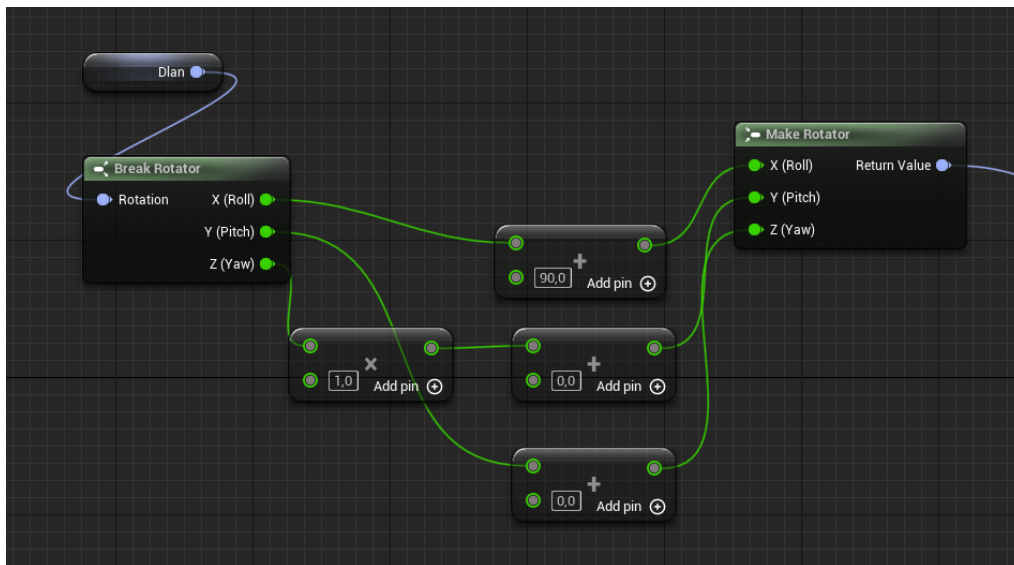 Dlan
Break Rotator
Rotation
X (Roll)
Y (Pitch)
Z (Yaw)
90,0
Add pin
1,0
Add pin
0,0
Add pin
0,0
Add pin
Make Rotator
X (Roll)
Return Value
Y (Pitch)
Z (Yaw)